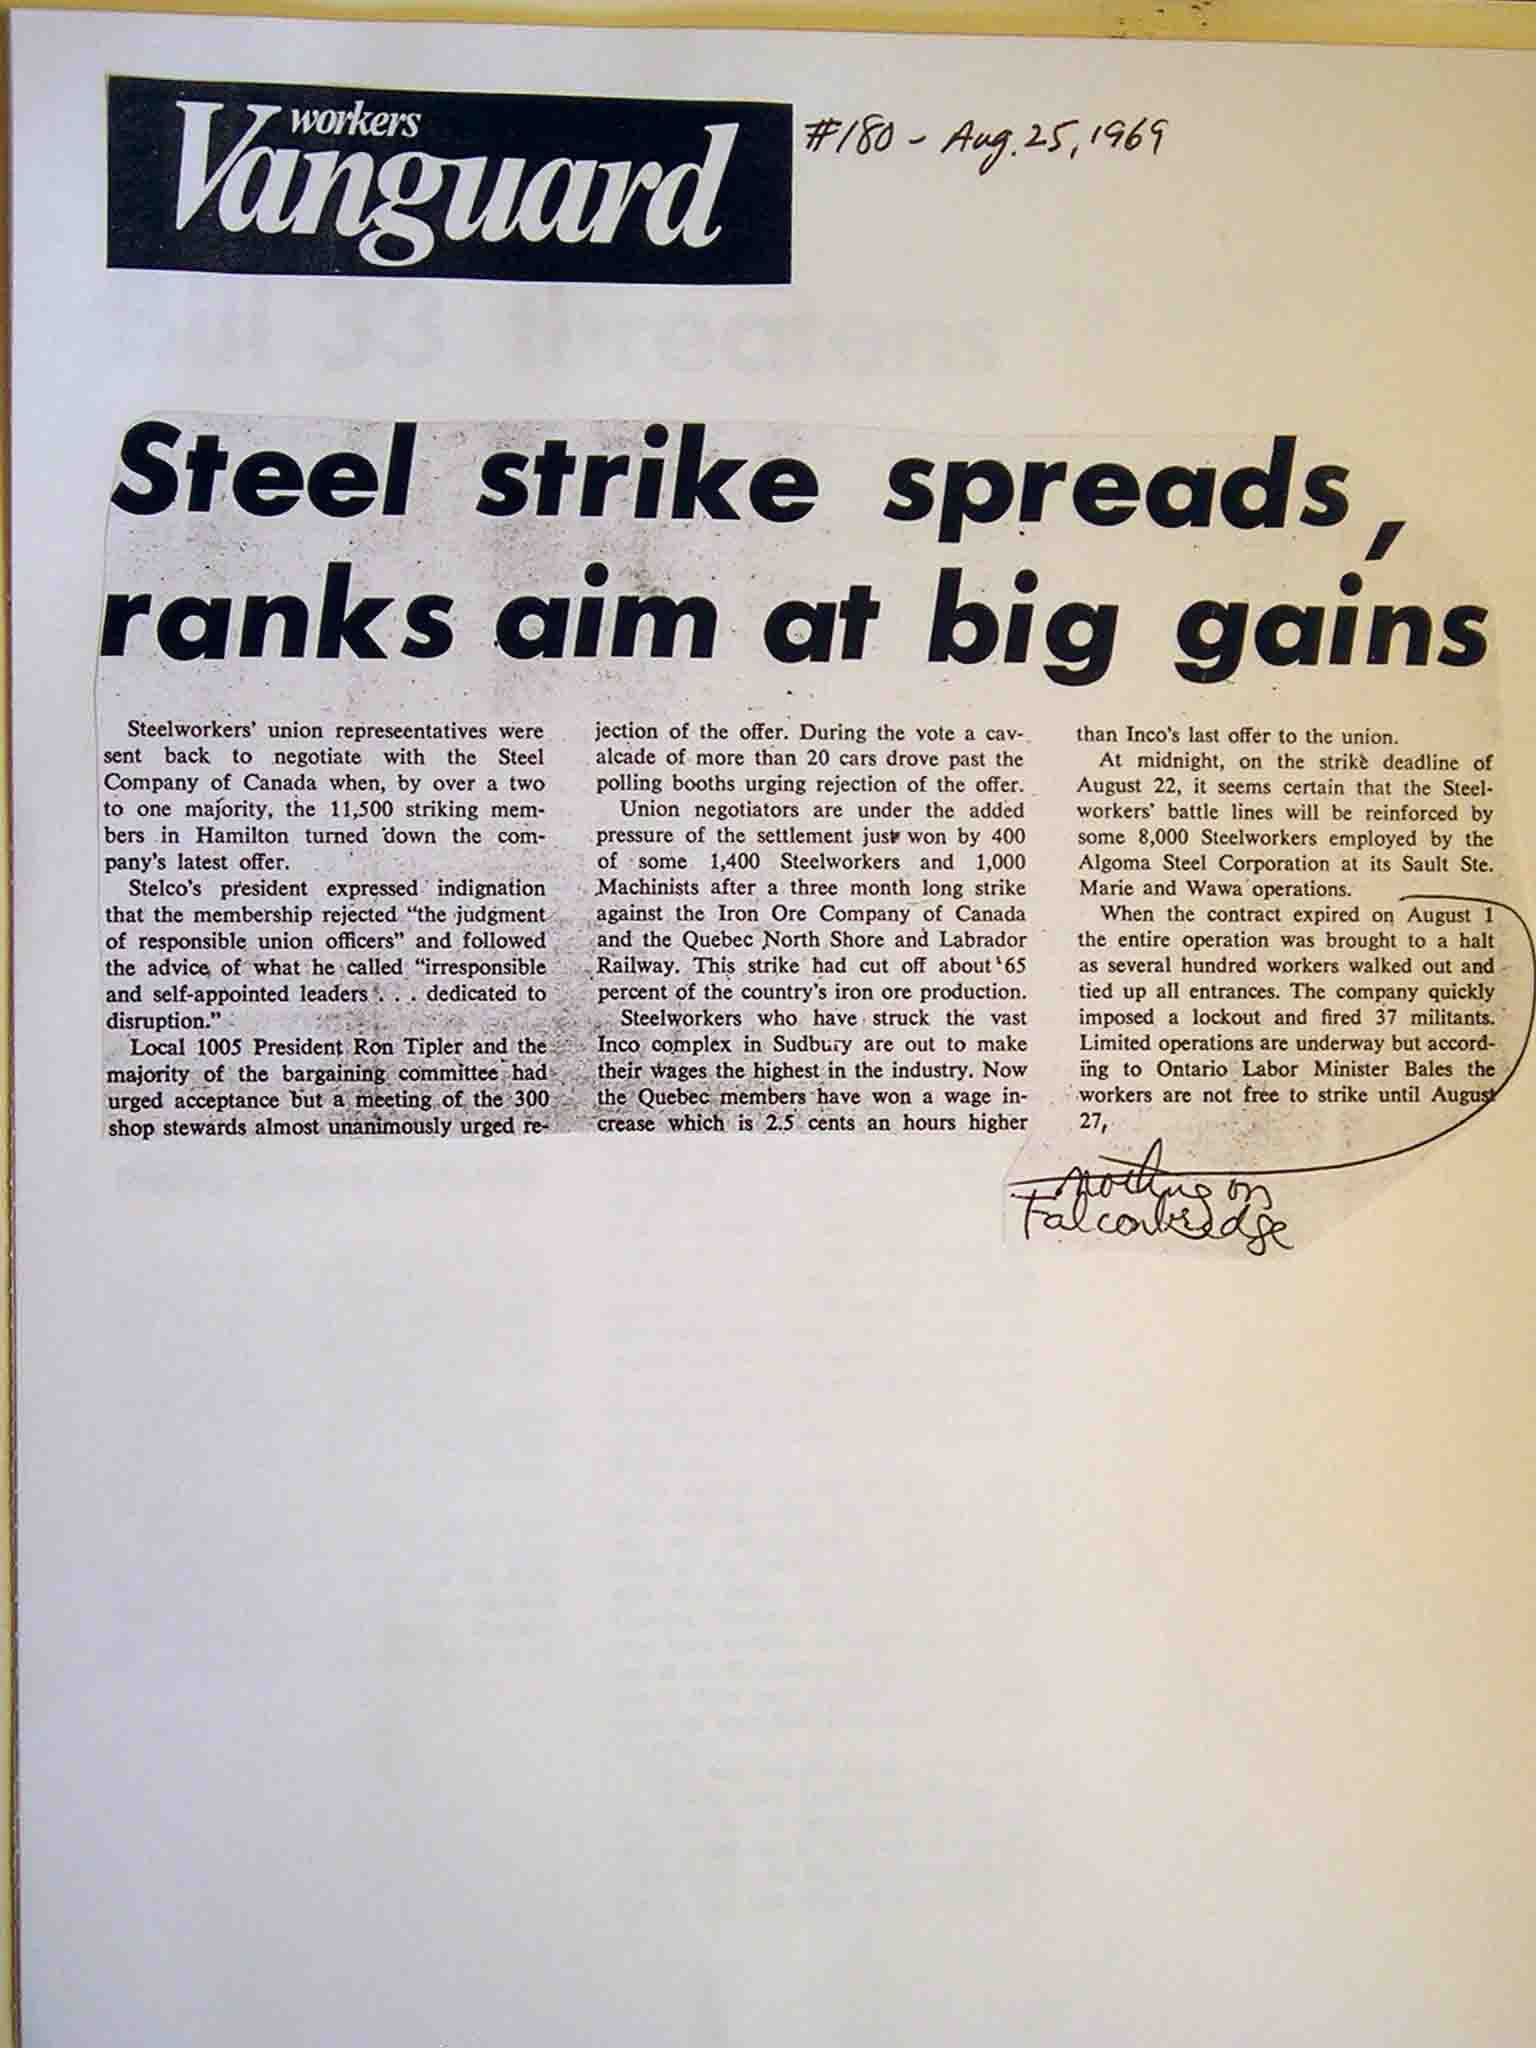 workers
Vanguard
#180 - Aug. 25, 1969
Steel strike spreads,
ranks aim at big gains
Steelworkers' union represeentatives were
sent back to negotiate with the Steel
Company of Canada when, by over a two
to one majority, the 11,500 striking mem-
bers in Hamilton turned down the com-
pany's latest offer.
Stelco's president expressed indignation
that the membership rejected "the judgment
of responsible union officers" and followed
the advice of what he called "irresponsible
and self-appointed leaders . . . dedicated to
disruption."
Local 1005 President Ron Tipler and the
majority of the bargaining committee had
urged acceptance but a meeting of the 300
shop stewards almost unanimously urged re-
jection of the offer. During the vote a cav-
alcade of more than 20 cars drove past the
polling booths urging rejection of the offer.
Union negotiators are under the added
pressure of the settlement just won by 400
of some 1,400 Steelworkers and 1,000
Machinists after a three month long strike
against the Iron Ore Company of Canada
and the Quebec North Shore and Labrador
Railway. This strike had cut off about 65
percent of the country's iron ore production.
Steelworkers who have struck the vast
Inco complex in Sudbury are out to make
their wages the highest in the industry. Now
the Quebec members have won a wage in-
crease which is 2.5 cents an hours higher
than Inco's last offer to the union.
At midnight, on the strike deadline of
August 22, it seems certain that the Steel-
workers' battle lines will be reinforced by
some 8,000 Steelworkers employed by the
Algoma Steel Corporation at its Sault Ste.
Marie and Wawa operations.
When the contract expired on August 1
the entire operation was brought to a halt
as several hundred workers walked out and
tied up all entrances. The company quickly
imposed a lockout and fired 37 militants.
Limited operations are underway but accord-
ing to Ontario Labor Minister Bales the
workers are not free to strike until August
27,
nothing on
Falconbridge